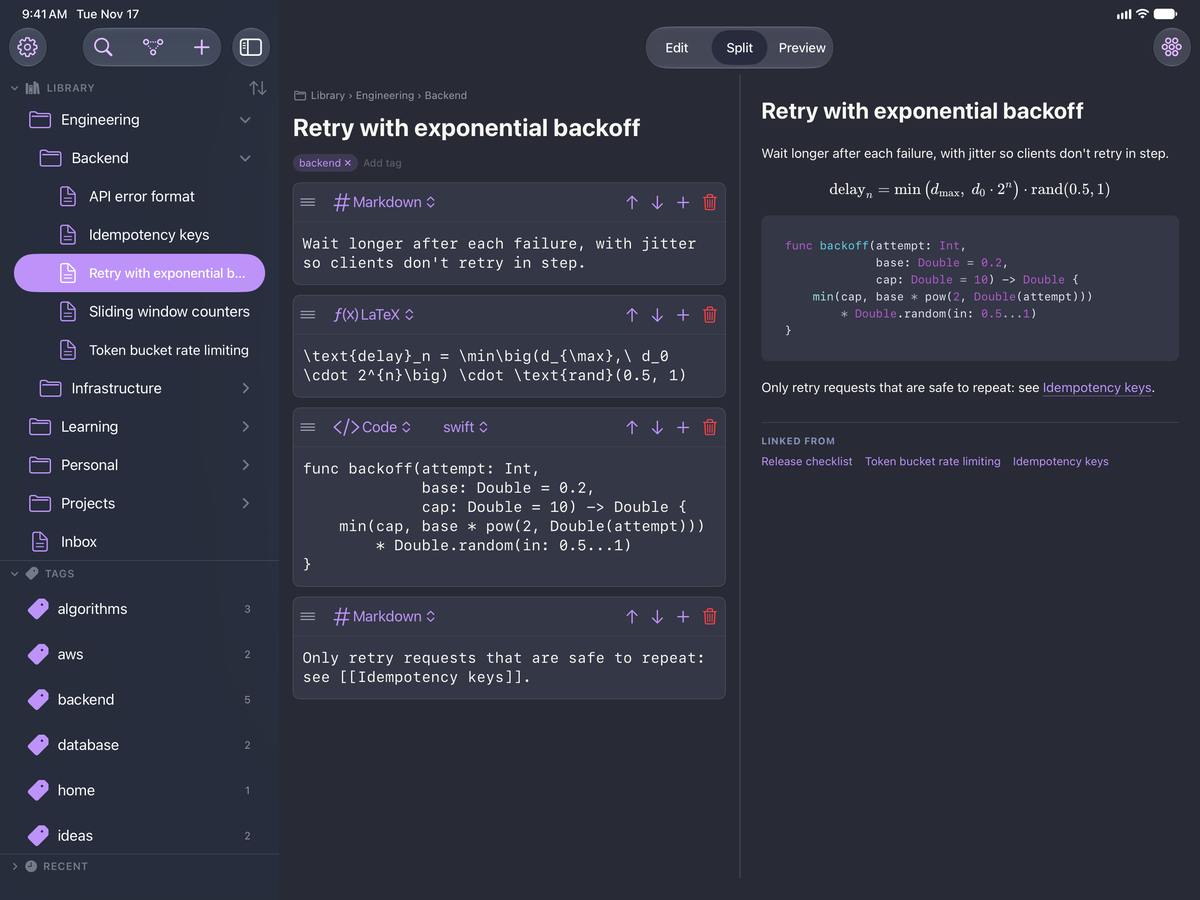 9:41 AM Tue Nov 17
LIBRARY
Engineering
Backend
API error format
Idempotency keys
Retry with exponential b...
Sliding window counters
Token bucket rate limiting
Infrastructure
Learning
Personal
Projects
Inbox
TAGS
algorithms 3
aws 2
backend 5
database 2
home 1
ideas 2
RECENT
Edit Split Preview
Library › Engineering › Backend
Retry with exponential backoff
backend × Add tag
# Markdown
Wait longer after each failure, with jitter
so clients don't retry in step.
f(x) LaTeX
\text{delay}_n = \min\big(d_{\max},\ d_0
\cdot 2^{n}\big) \cdot \text{rand}(0.5, 1)
</> Code swift
func backoff(attempt: Int,
             base: Double = 0.2,
             cap: Double = 10) -> Double {
    min(cap, base * pow(2, Double(attempt)))
        * Double.random(in: 0.5...1)
}
# Markdown
Only retry requests that are safe to repeat:
see [[Idempotency keys]].
Retry with exponential backoff
Wait longer after each failure, with jitter so clients don't retry in step.
delayₙ = min (d_max, d₀ · 2ⁿ) · rand(0.5, 1)
func backoff(attempt: Int,
             base: Double = 0.2,
             cap: Double = 10) -> Double {
    min(cap, base * pow(2, Double(attempt)))
        * Double.random(in: 0.5...1)
}
Only retry requests that are safe to repeat: see Idempotency keys.
LINKED FROM
Release checklist Token bucket rate limiting Idempotency keys